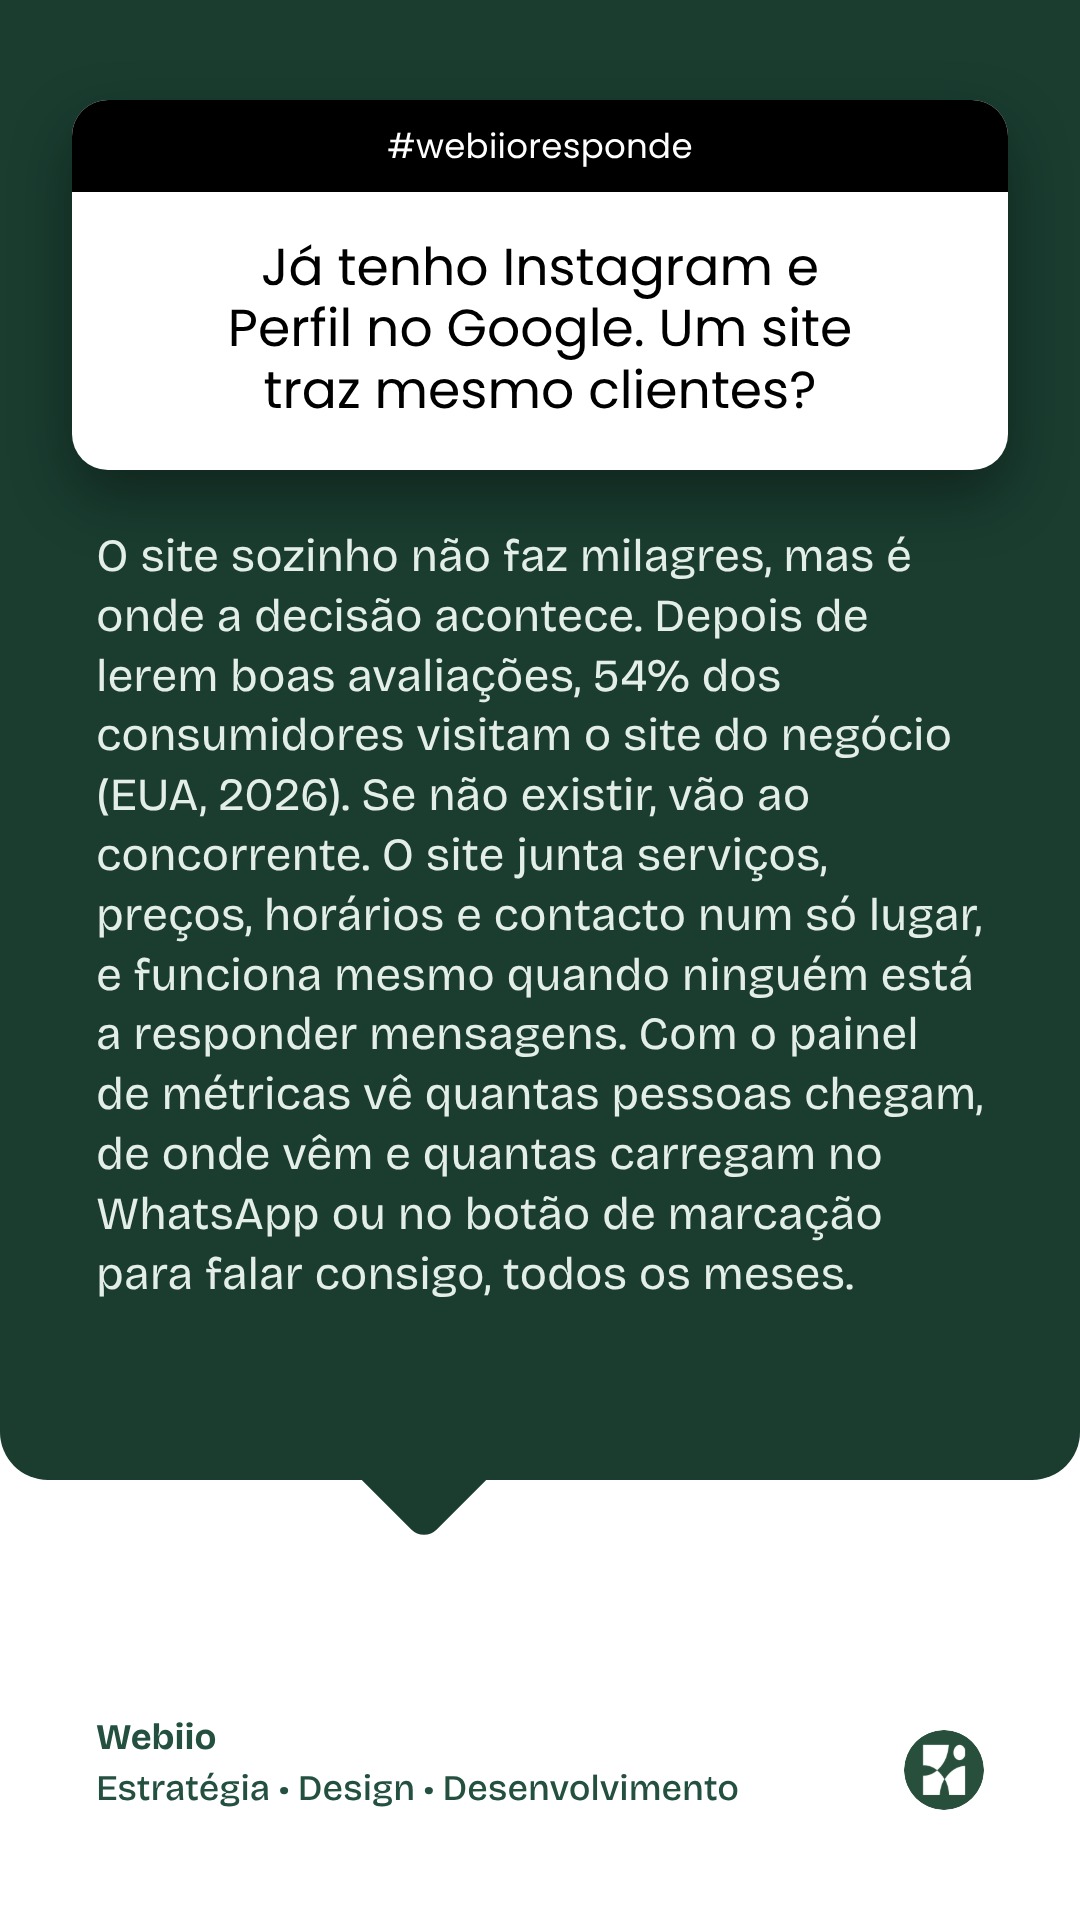 #webiioresponde
Já tenho Instagram e
Perfil no Google. Um site
traz mesmo clientes?
O site sozinho não faz milagres, mas é
onde a decisão acontece. Depois de
lerem boas avaliações, 54% dos
consumidores visitam o site do negócio
(EUA, 2026). Se não existir, vão ao
concorrente. O site junta serviços,
preços, horários e contacto num só lugar,
e funciona mesmo quando ninguém está
a responder mensagens. Com o painel
de métricas vê quantas pessoas chegam,
de onde vêm e quantas carregam no
WhatsApp ou no botão de marcação
para falar consigo, todos os meses.
Webiio
Estratégia • Design • Desenvolvimento